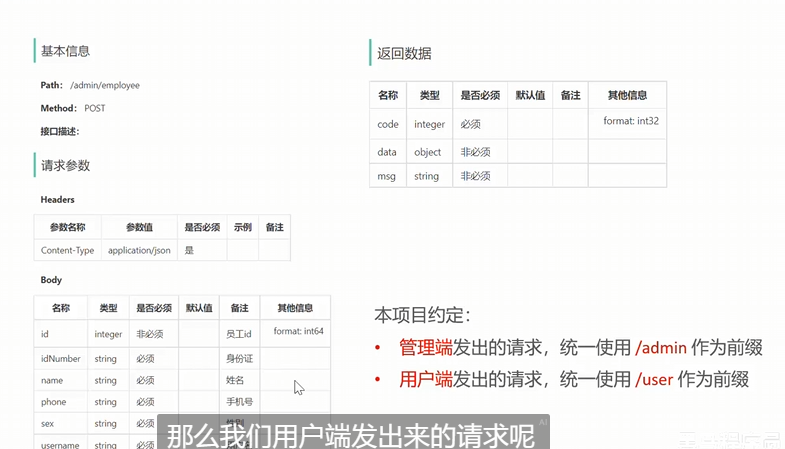 基本信息
Path: /admin/employee
Method: POST
接口描述:
请求参数
Headers
参数名称 参数值 是否必须 示例 备注
Content-Type application/json 是
Body
名称 类型 是否必须 默认值 备注 其他信息
id integer 非必须 员工id format: int64
idNumber string 必须 身份证
name string 必须 姓名
phone string 必须 手机号
sex string 必须 性别
username string 必须
返回数据
名称 类型 是否必须 默认值 备注 其他信息
code integer 必须 format: int32
data object 非必须
msg string 非必须
本项目约定：
• 管理端发出的请求，统一使用 /admin 作为前缀
• 用户端发出的请求，统一使用 /user 作为前缀
那么我们用户端发出来的请求呢
AI